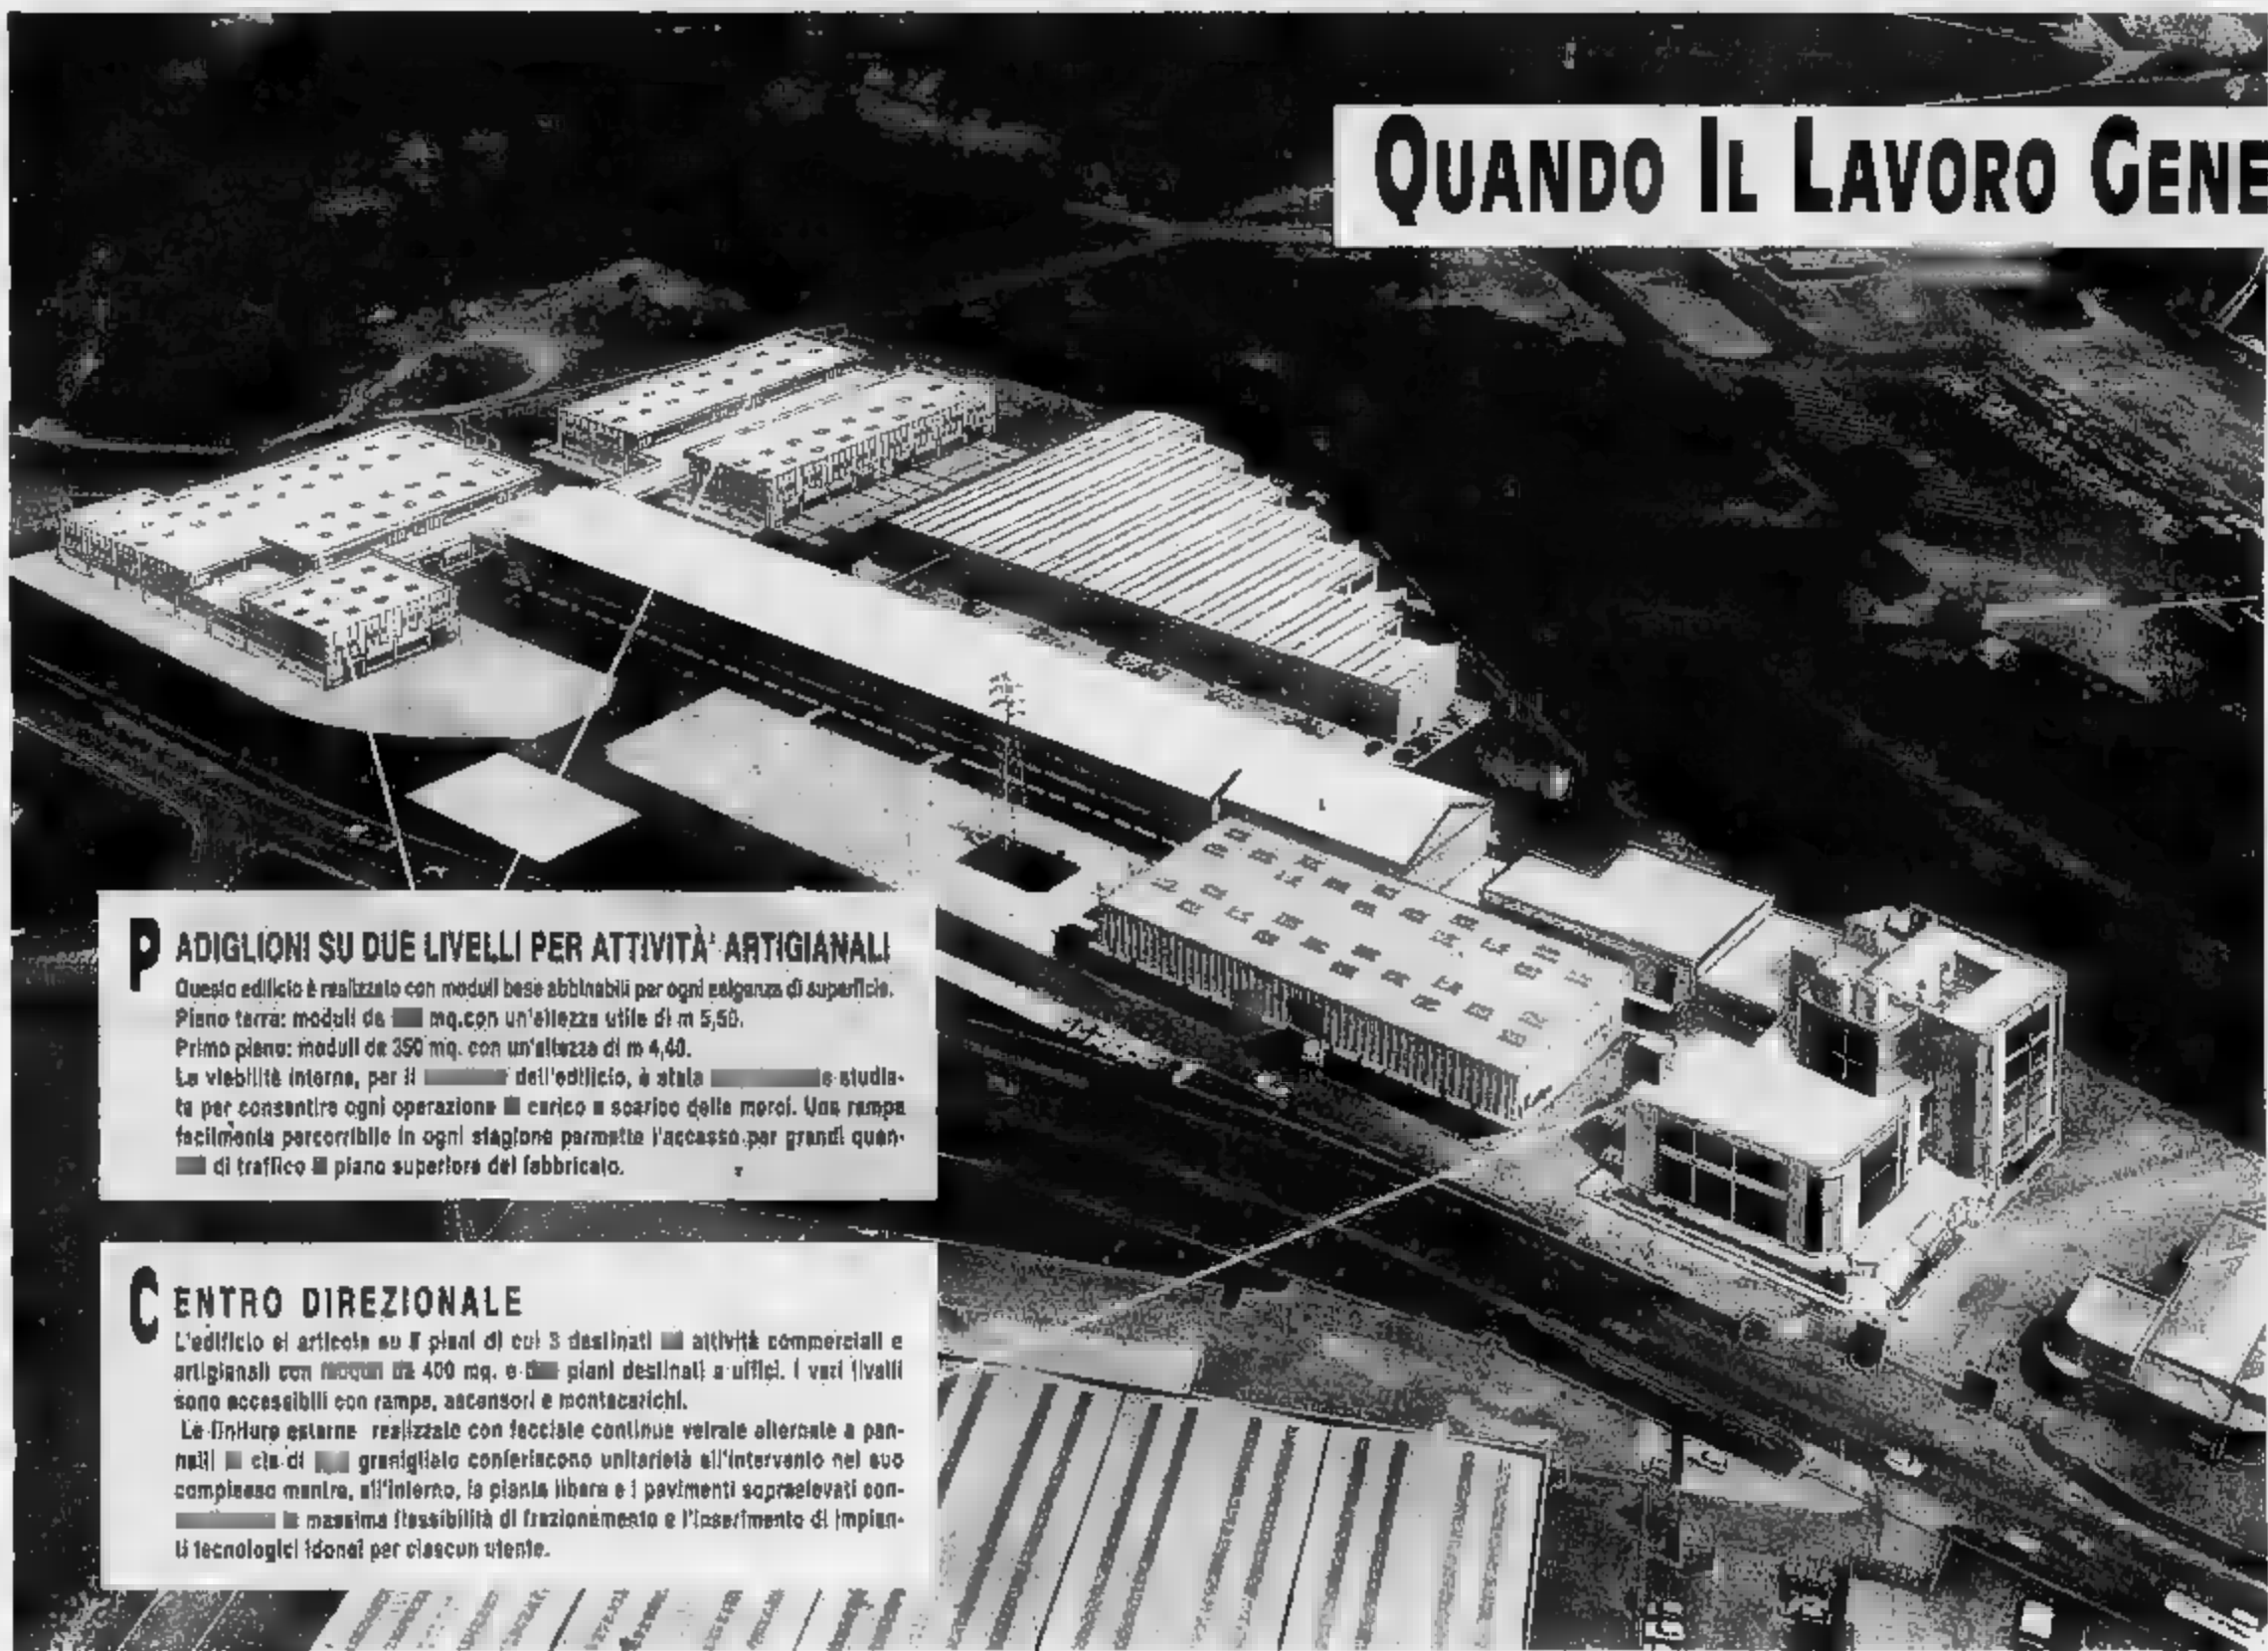 QUANDO IL LAVORO GENE
PADIGLIONI SU DUE LIVELLI PER ATTIVITÀ' ARTIGIANALI
Questo edificio è realizzato con moduli base abbinabili per ogni esigenza di superficie.
Piano terra: moduli da mq.con un'altezza utile di m 5,50.
Primo piano: moduli da 350 mq. con un'altezza di m 4,40.
La viabilità interna, per il dell'edificio, è stata e studia-
ta per consentire ogni operazione carico e scarico delle merci. Una rampa
facilmente percorribile in ogni stagione permette l'accesso per grandi quan-
di traffico piano superiore del fabbricato.
CENTRO DIREZIONALE
L'edificio si articola su piani di cui 3 destinati attività commerciali e
artigianali con 400 mq. e piani destinati a uffici. I vari livelli
sono accessibili con rampe, ascensori e montacarichi.
Le finiture esterne realizzate con facciate continue vetrate alternate a pan-
nelli di granigliato conferiscono unitarietà all'intervento nel suo
complesso mentre, all'interno, la pianta libera e i pavimenti sopraelevati con-
la massima flessibilità di frazionamento e l'inserimento di impian-
ti tecnologici idonei per ciascun utente.